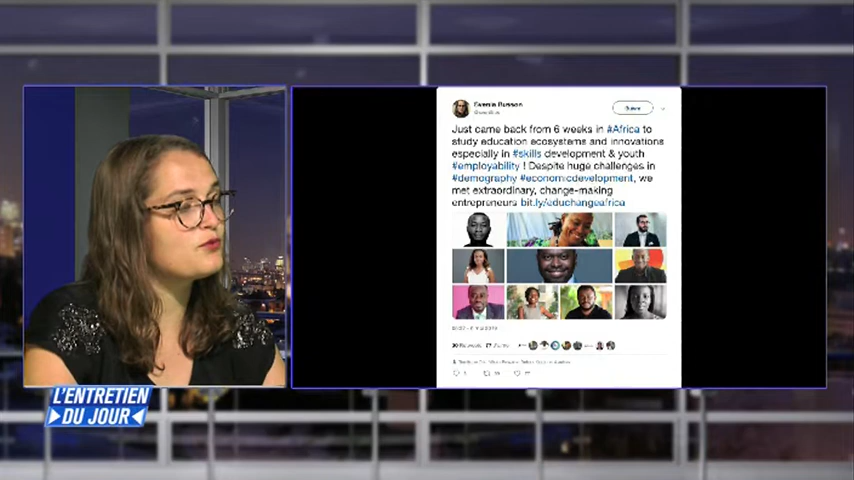 Svenia Busson
Just came back from 6 weeks in #Africa to
study education ecosystems and innovations
especially in #skills development & youth
#employability ! Despite huge challenges in
#demography #economicdevelopment, we
met extraordinary, change-making
entrepreneurs bit.ly/educhangeafrica
L'ENTRETIEN
DU JOUR